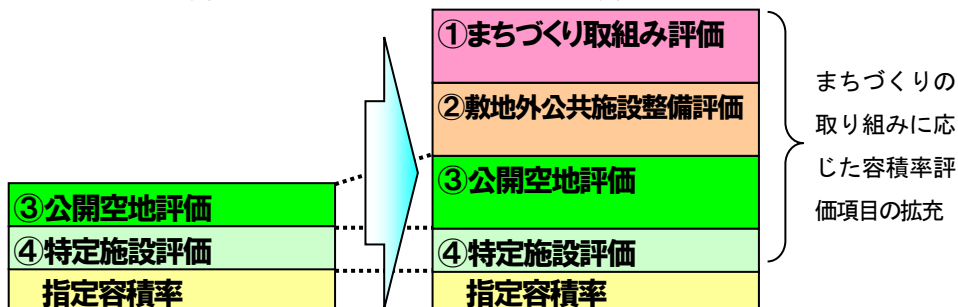 ①まちづくり取組み評価
②敷地外公共施設整備評価
③公開空地評価
④特定施設評価
指定容積率
③公開空地評価
④特定施設評価
指定容積率
まちづくりの
取り組みに応
じた容積率評
価項目の拡充